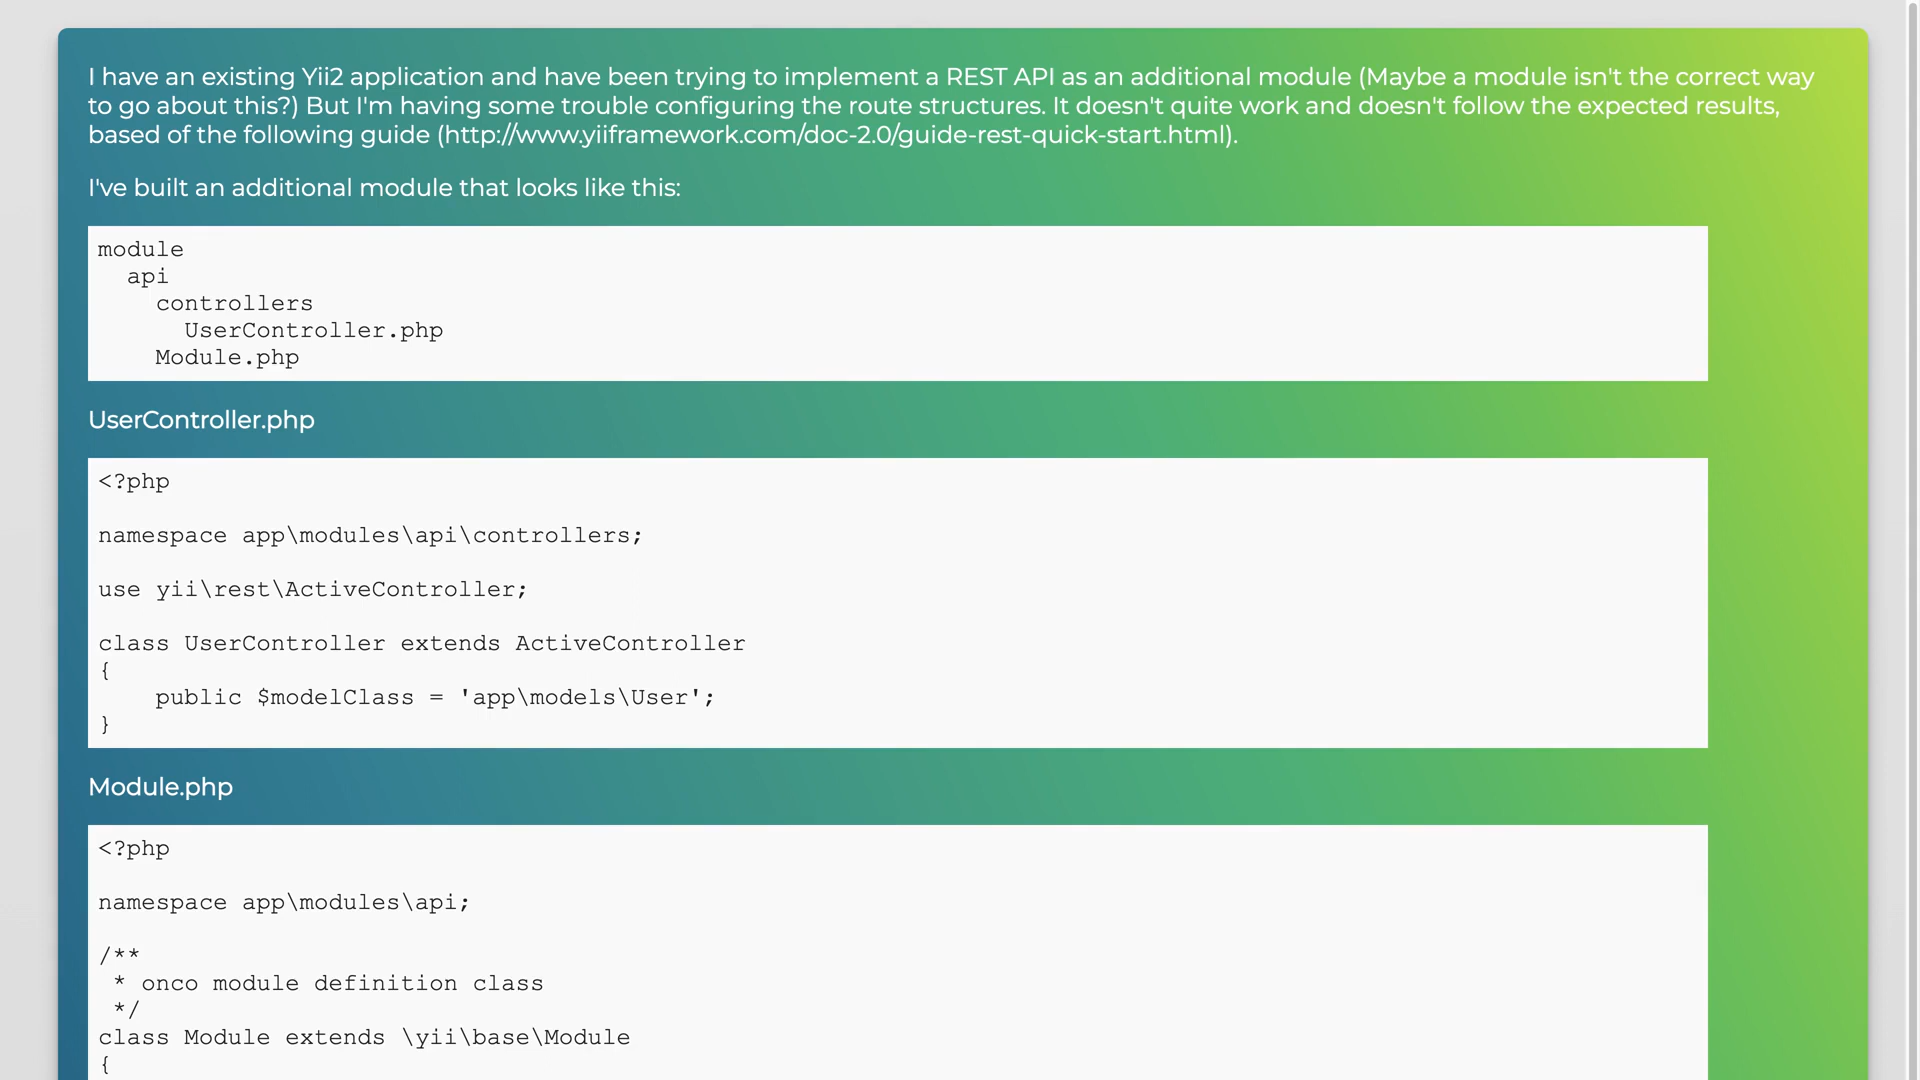 I have an existing Yii2 application and have been trying to implement a REST API as an additional module (Maybe a module isn't the correct way
to go about this?) But I'm having some trouble configuring the route structures. It doesn't quite work and doesn't follow the expected results,
based of the following guide (http://www.yiiframework.com/doc-2.0/guide-rest-quick-start.html).
I've built an additional module that looks like this:
module
  api
    controllers
      UserController.php
    Module.php
UserController.php
<?php
namespace app\modules\api\controllers;
use yii\rest\ActiveController;
class UserController extends ActiveController
{
    public $modelClass = 'app\models\User';
}
Module.php
<?php
namespace app\modules\api;
/**
 * onco module definition class
 */
class Module extends \yii\base\Module
{